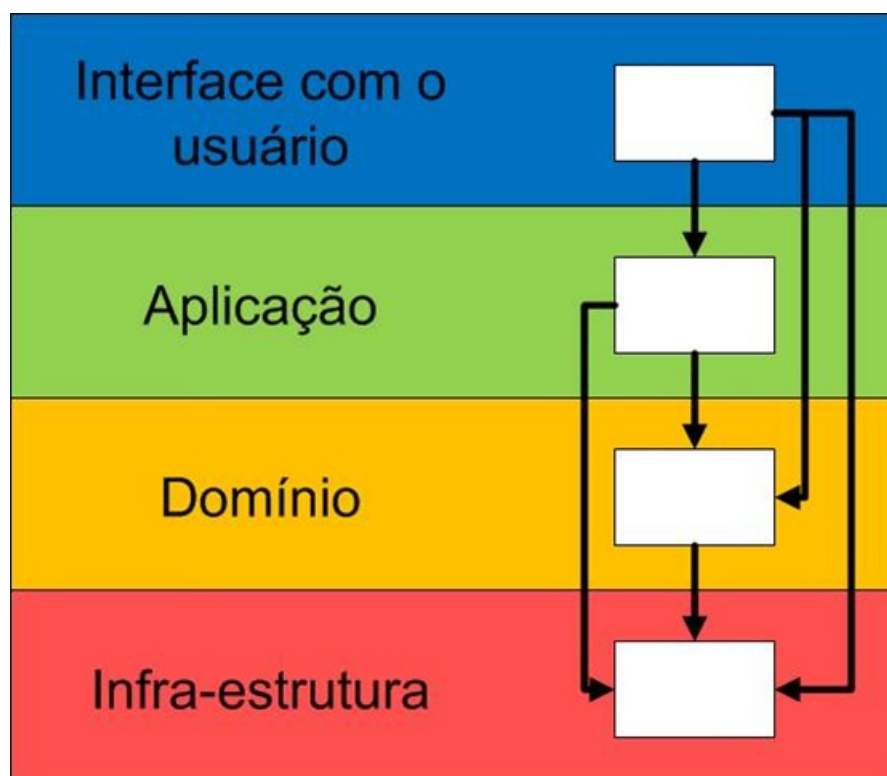 Interface com o
usuário
Aplicação
Domínio
Infra-estrutura